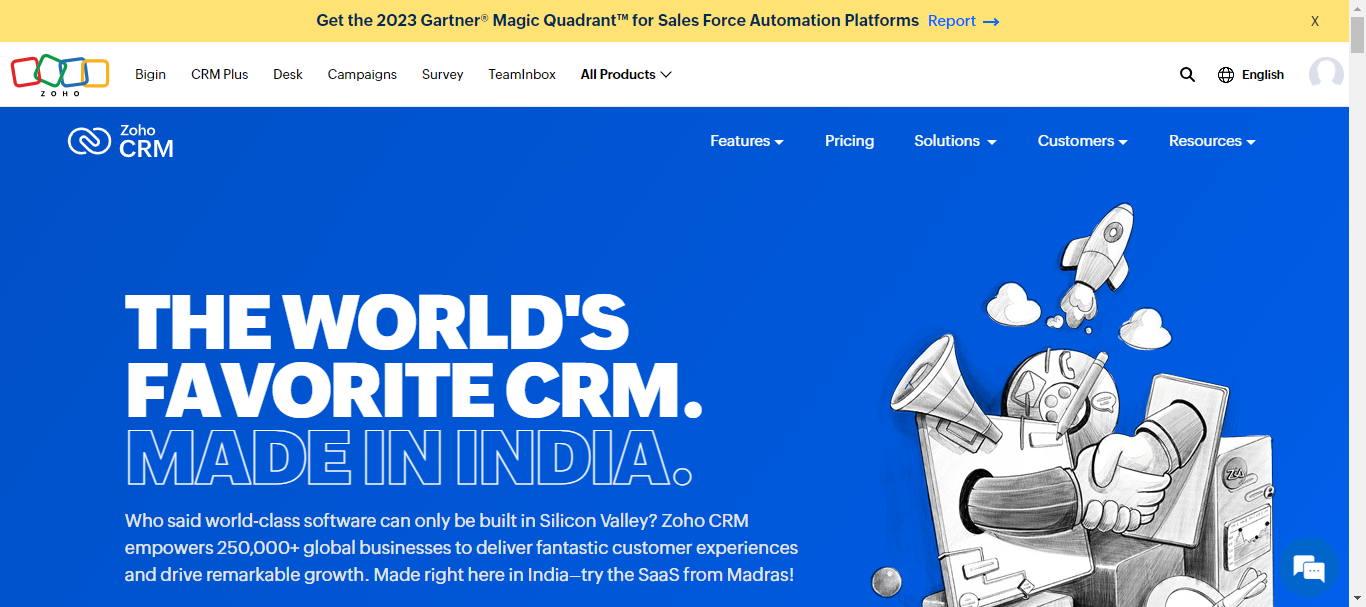 Get the 2023 Gartner® Magic Quadrant™ for Sales Force Automation Platforms Report → X
ZOHO
Bigin CRM Plus Desk Campaigns Survey TeamInbox All Products English
Zoho
CRM
Features Pricing Solutions Customers Resources
THE WORLD'S
FAVORITE CRM.
MADE IN INDIA.
Who said world-class software can only be built in Silicon Valley? Zoho CRM
empowers 250,000+ global businesses to deliver fantastic customer experiences
and drive remarkable growth. Made right here in India–try the SaaS from Madras!